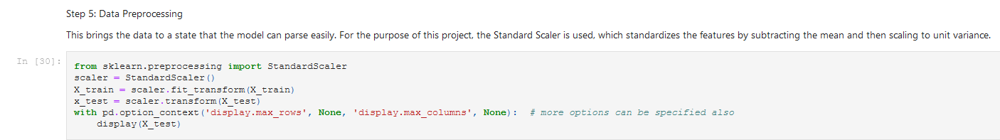 Step 5: Data Preprocessing
This brings the data to a state that the model can parse easily. For the purpose of this project, the Standard Scaler is used, which standardizes the features by subtracting the mean and then scaling to unit variance.
In [30]:
from sklearn.preprocessing import StandardScaler
scaler = StandardScaler()
X_train = scaler.fit_transform(X_train)
x_test = scaler.transform(X_test)
with pd.option_context('display.max_rows', None, 'display.max_columns', None):  # more options can be specified also
    display(X_test)